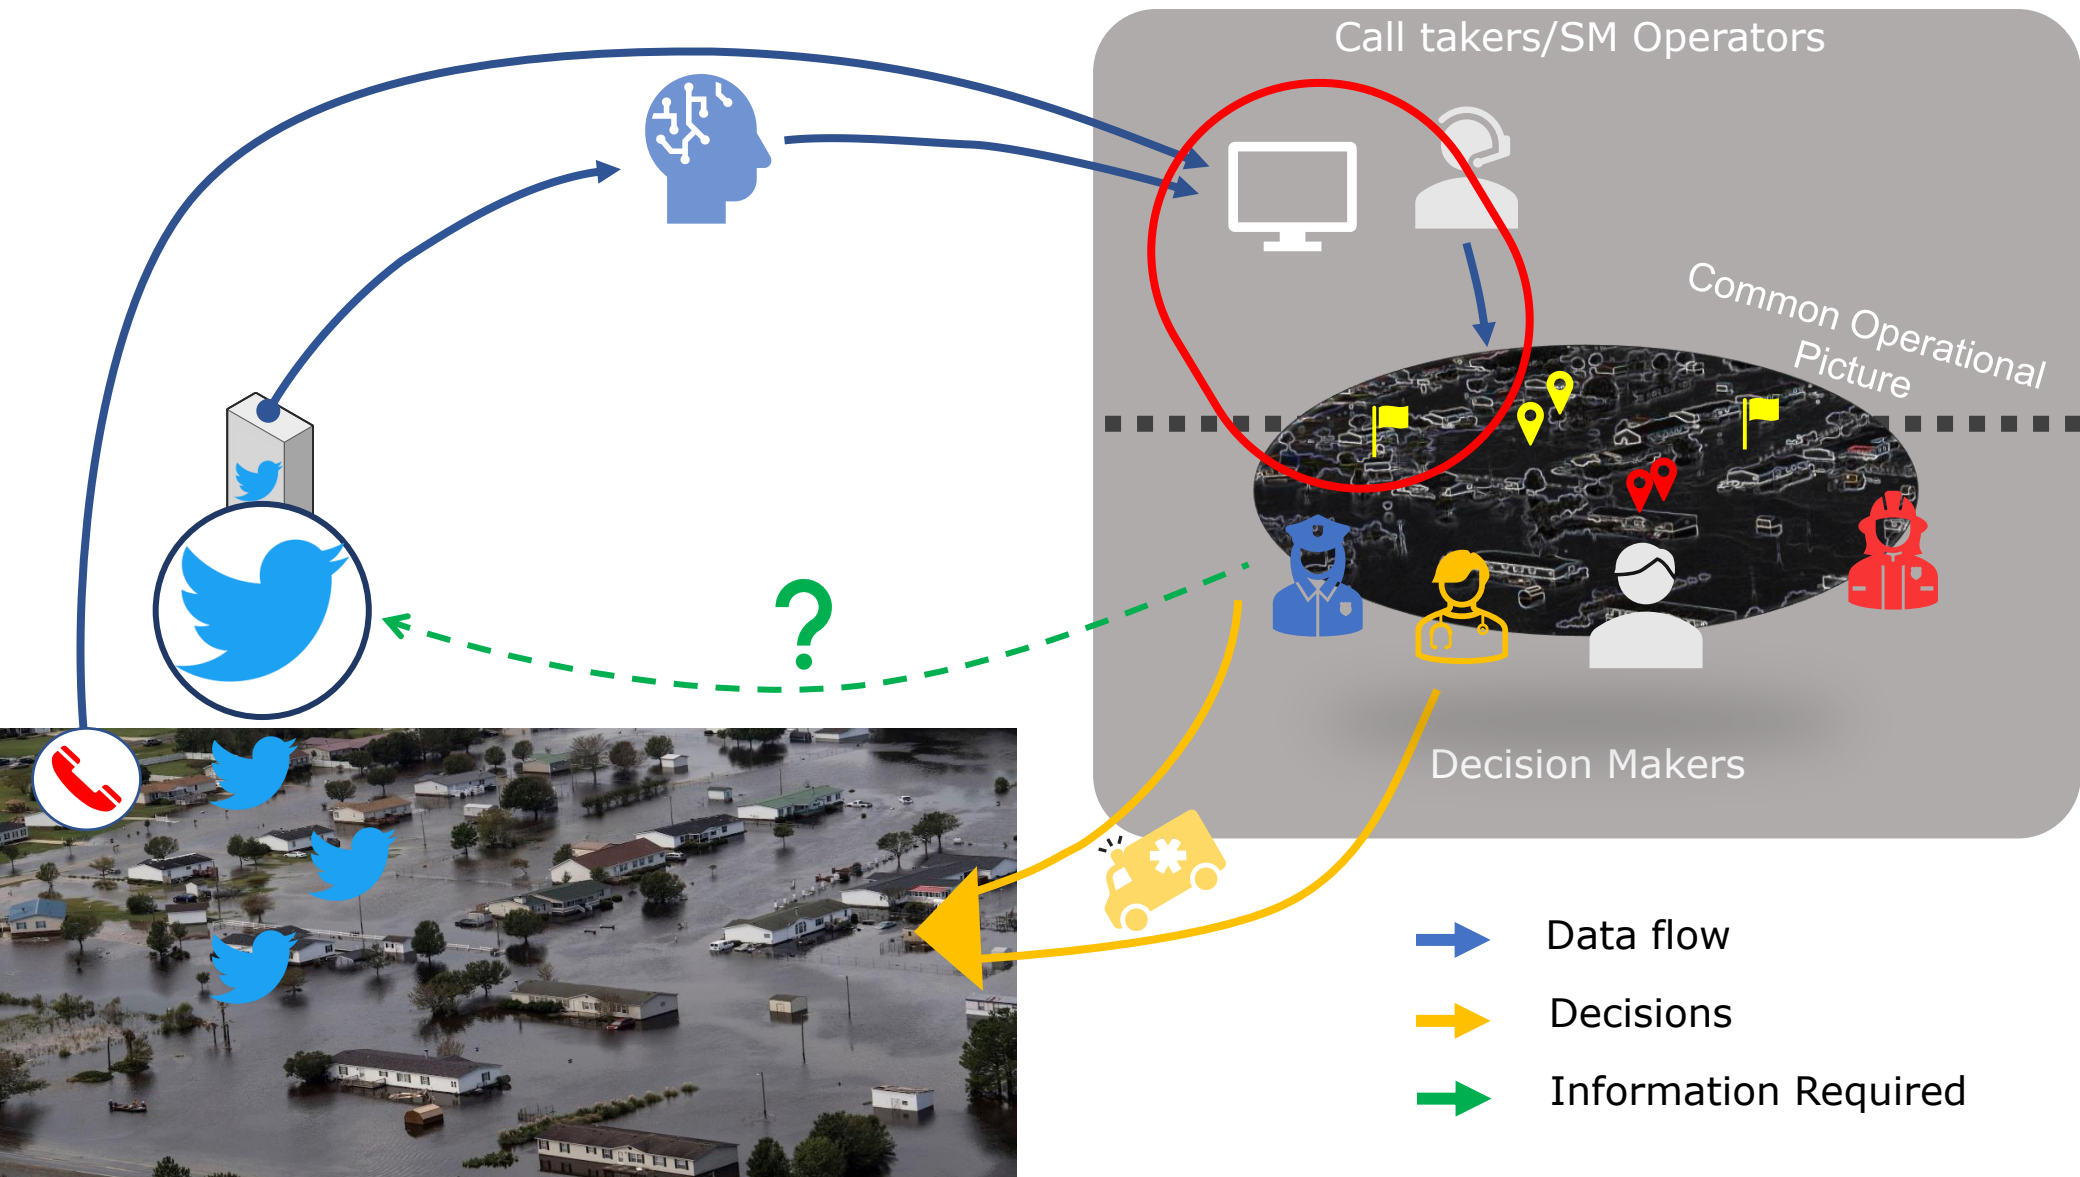 Call takers/SM Operators
Common Operational
Picture
?
Decision Makers
Data flow
Decisions
Information Required